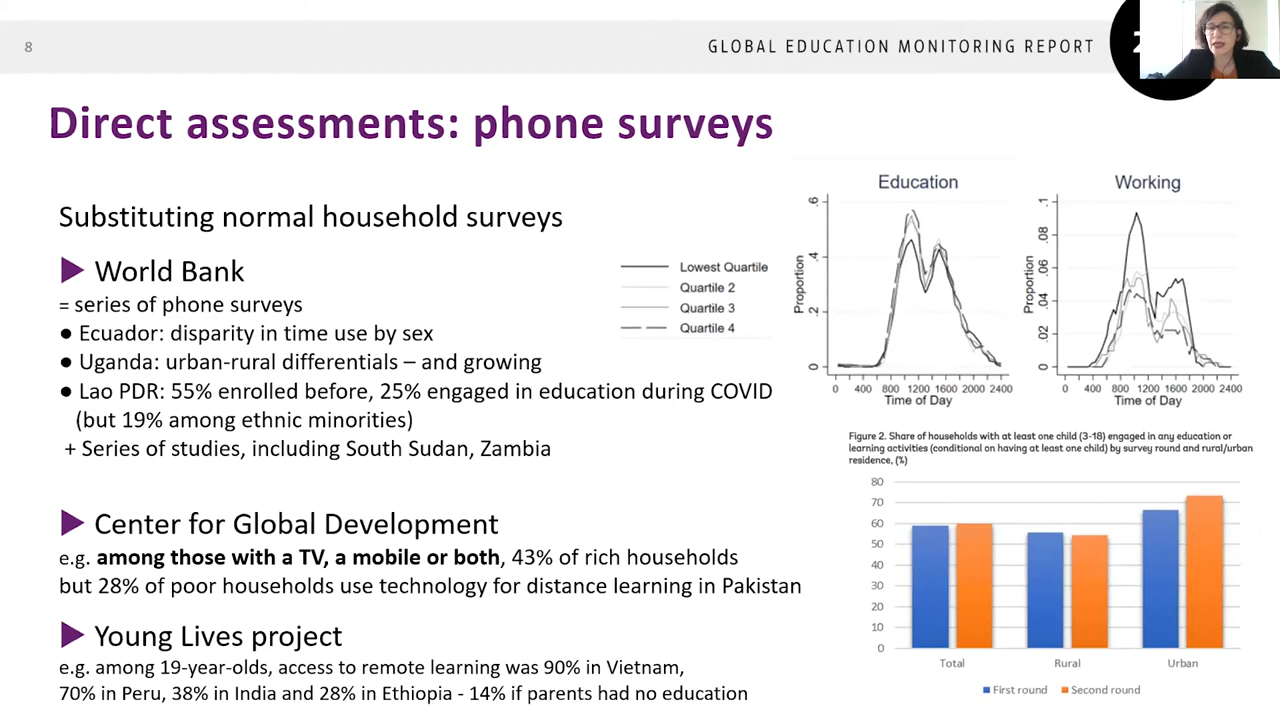 8
GLOBAL EDUCATION MONITORING REPORT
2
Direct assessments: phone surveys
Substituting normal household surveys
▶ World Bank
= series of phone surveys
● Ecuador: disparity in time use by sex
● Uganda: urban-rural differentials – and growing
● Lao PDR: 55% enrolled before, 25% engaged in education during COVID
(but 19% among ethnic minorities)
+ Series of studies, including South Sudan, Zambia
▶ Center for Global Development
e.g. among those with a TV, a mobile or both, 43% of rich households
but 28% of poor households use technology for distance learning in Pakistan
▶ Young Lives project
e.g. among 19-year-olds, access to remote learning was 90% in Vietnam,
70% in Peru, 38% in India and 28% in Ethiopia - 14% if parents had no education
Lowest Quartile
Quartile 2
Quartile 3
Quartile 4
Education
Proportion
.6
.4
.2
0
0 400 800 1200 1600 2000 2400
Time of Day
Working
Proportion
.1
.08
.06
.04
.02
0
0 400 800 1200 1600 2000 2400
Time of Day
Figure 2. Share of households with at least one child (3-18) engaged in any education or
learning activities (conditional on having at least one child) by survey round and rural/urban
residence, (%)
80
70
60
50
40
30
20
10
0
Total Rural Urban
First round Second round